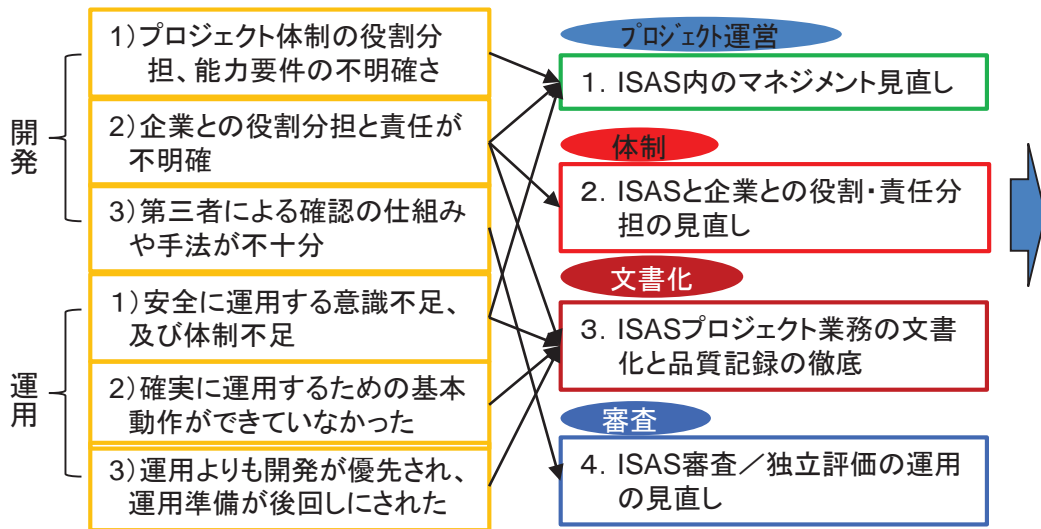 開発
1）プロジェクト体制の役割分
担、能力要件の不明確さ
2）企業との役割分担と責任が
不明確
3）第三者による確認の仕組み
や手法が不十分
運用
1）安全に運用する意識不足、
及び体制不足
2）確実に運用するための基本
動作ができていなかった
3）運用よりも開発が優先され、
運用準備が後回しにされた
ﾌﾟﾛｼﾞｪｸﾄ運営
1．ISAS内のマネジメント見直し
体制
2．ISASと企業との役割・責任分
担の見直し
文書化
3．ISASプロジェクト業務の文書
化と品質記録の徹底
審査
4．ISAS審査／独立評価の運用
の見直し